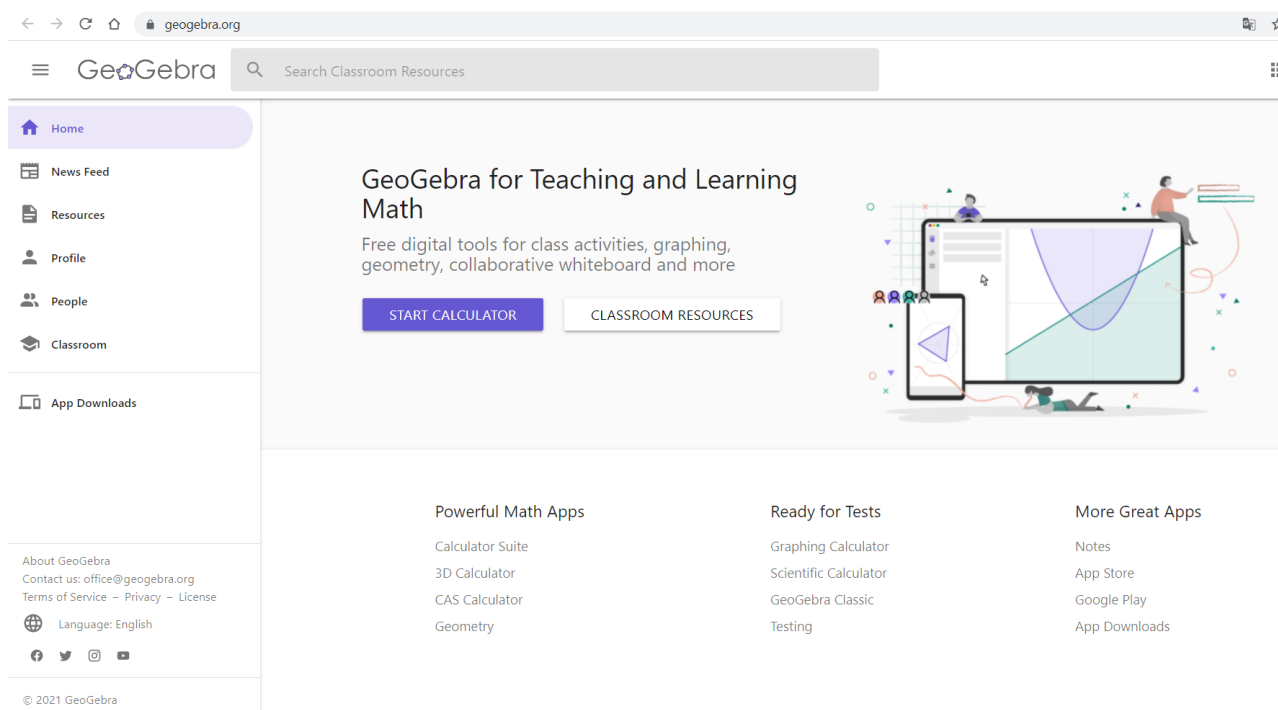 geogebra.org
GeoGebra
Search Classroom Resources
Home
News Feed
Resources
Profile
People
Classroom
App Downloads
About GeoGebra
Contact us: office@geogebra.org
Terms of Service – Privacy – License
Language: English
© 2021 GeoGebra
GeoGebra for Teaching and Learning
Math
Free digital tools for class activities, graphing,
geometry, collaborative whiteboard and more
START CALCULATOR
CLASSROOM RESOURCES
Powerful Math Apps
Calculator Suite
3D Calculator
CAS Calculator
Geometry
Ready for Tests
Graphing Calculator
Scientific Calculator
GeoGebra Classic
Testing
More Great Apps
Notes
App Store
Google Play
App Downloads